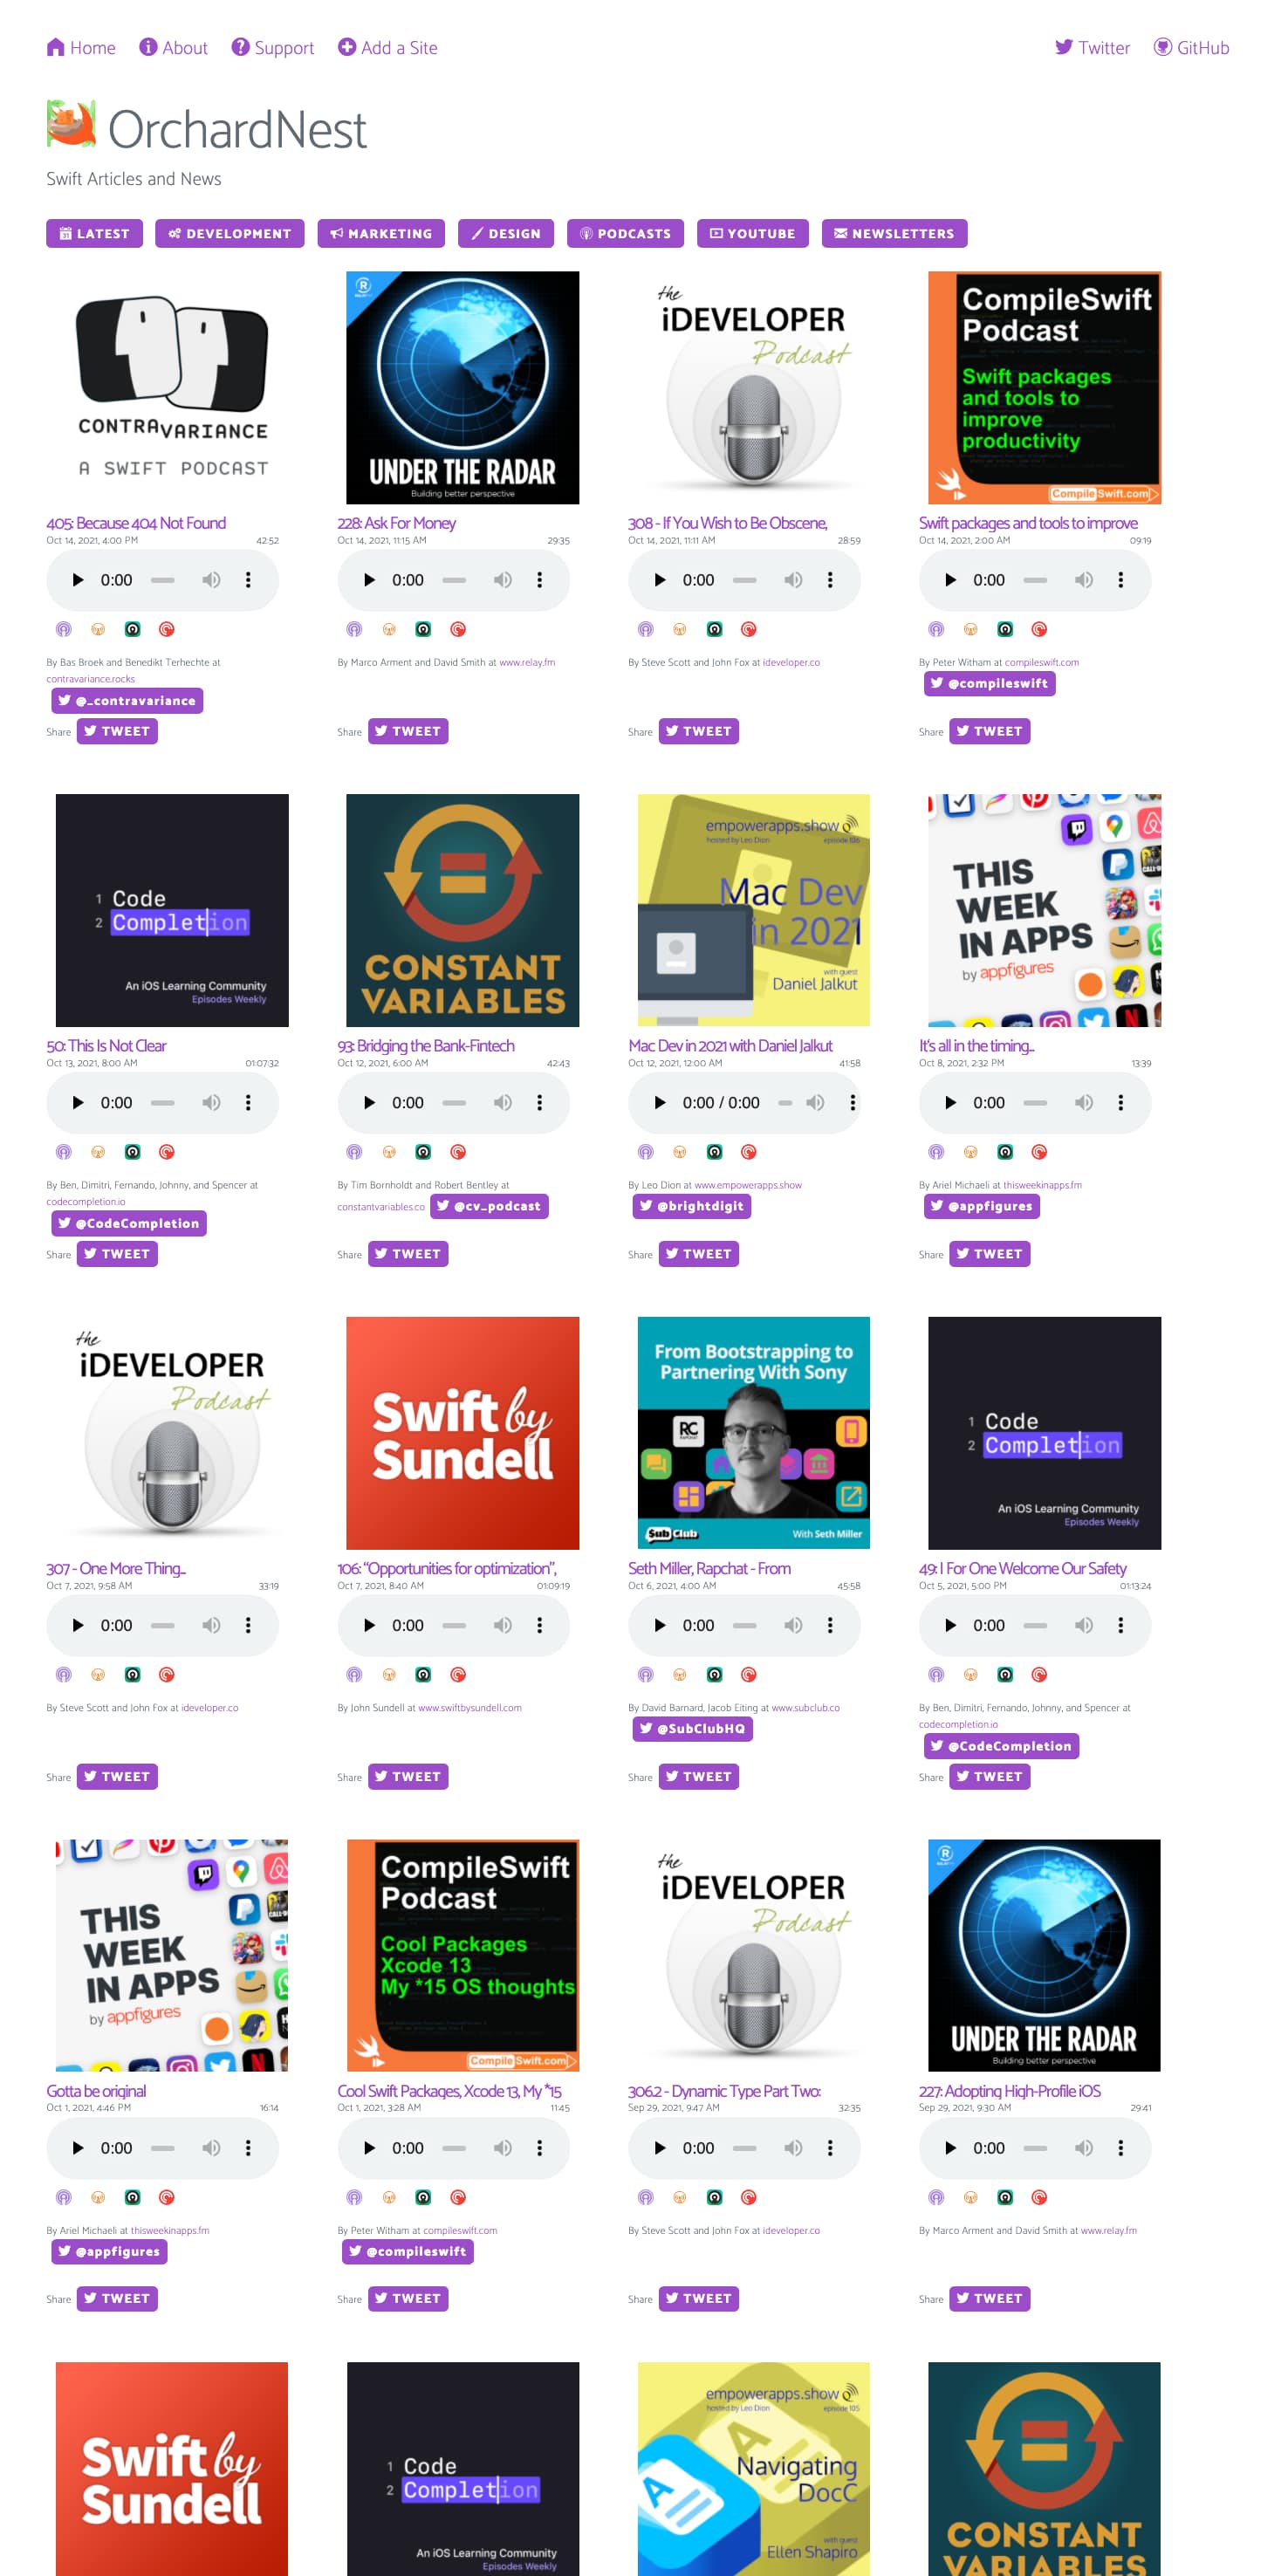 Home About Support Add a Site Twitter GitHub
OrchardNest
Swift Articles and News
LATEST DEVELOPMENT MARKETING DESIGN PODCASTS YOUTUBE NEWSLETTERS
CONTRAVARIANCE
A SWIFT PODCAST
405: Because 404 Not Found
Oct 14, 2021, 4:00 PM 42:52
0:00
By Bas Broek and Benedikt Terhechte at
contravariance.rocks
@_contravariance
Share TWEET
R
RELAY FM
UNDER THE RADAR
Building better perspective
228: Ask For Money
Oct 14, 2021, 11:15 AM 29:35
0:00
By Marco Arment and David Smith at www.relay.fm
Share TWEET
the
iDEVELOPER
Podcast
308 - If You Wish to Be Obscene,
Oct 14, 2021, 11:11 AM 28:59
0:00
By Steve Scott and John Fox at ideveloper.co
Share TWEET
CompileSwift
Podcast
Swift packages
and tools to
improve
productivity
CompileSwift.com
Swift packages and tools to improve
Oct 14, 2021, 2:00 AM 09:19
0:00
By Peter Witham at compileswift.com
@compileswift
Share TWEET
1 Code
2 Completion
An iOS Learning Community
Episodes Weekly
50: This Is Not Clear
Oct 13, 2021, 8:00 AM 01:07:32
0:00
By Ben, Dimitri, Fernando, Johnny, and Spencer at
codecompletion.io
@CodeCompletion
Share TWEET
CONSTANT
VARIABLES
93: Bridging the Bank-Fintech
Oct 12, 2021, 6:00 AM 42:43
0:00
By Tim Bornholdt and Robert Bentley at
constantvariables.co @cv_podcast
Share TWEET
empowerapps.show
hosted by Leo Dion episode 106
Mac Dev
in 2021
with guest
Daniel Jalkut
Mac Dev in 2021 with Daniel Jalkut
Oct 12, 2021, 12:00 AM 41:58
0:00 / 0:00
By Leo Dion at www.empowerapps.show
@brightdigit
Share TWEET
THIS
WEEK
IN APPS
by appfigures
It's all in the timing...
Oct 8, 2021, 2:32 PM 13:39
0:00
By Ariel Michaeli at thisweekinapps.fm
@appfigures
Share TWEET
the
iDEVELOPER
Podcast
307 - One More Thing...
Oct 7, 2021, 9:58 AM 33:19
0:00
By Steve Scott and John Fox at ideveloper.co
Share TWEET
Swift by
Sundell
106: “Opportunities for optimization”,
Oct 7, 2021, 8:40 AM 01:09:19
0:00
By John Sundell at www.swiftbysundell.com
Share TWEET
From Bootstrapping to
Partnering With Sony
RC
RAPCHAT
Sub Club With Seth Miller
Seth Miller, Rapchat - From
Oct 6, 2021, 4:00 AM 45:58
0:00
By David Barnard, Jacob Eiting at www.subclub.co
@SubClubHQ
Share TWEET
1 Code
2 Completion
An iOS Learning Community
Episodes Weekly
49: I For One Welcome Our Safety
Oct 5, 2021, 5:00 PM 01:13:24
0:00
By Ben, Dimitri, Fernando, Johnny, and Spencer at
codecompletion.io
@CodeCompletion
Share TWEET
THIS
WEEK
IN APPS
by appfigures
Gotta be original
Oct 1, 2021, 4:46 PM 16:14
0:00
By Ariel Michaeli at thisweekinapps.fm
@appfigures
Share TWEET
CompileSwift
Podcast
Cool Packages
Xcode 13
My *15 OS thoughts
CompileSwift.com
Cool Swift Packages, Xcode 13, My *15
Oct 1, 2021, 3:28 AM 11:45
0:00
By Peter Witham at compileswift.com
@compileswift
Share TWEET
the
iDEVELOPER
Podcast
306.2 - Dynamic Type Part Two:
Sep 29, 2021, 9:47 AM 32:35
0:00
By Steve Scott and John Fox at ideveloper.co
Share TWEET
R
RELAY FM
UNDER THE RADAR
Building better perspective
227: Adopting High-Profile iOS
Sep 29, 2021, 9:30 AM 29:41
0:00
By Marco Arment and David Smith at www.relay.fm
Share TWEET
Swift by
Sundell
1 Code
2 Completion
An iOS Learning Community
Episodes Weekly
empowerapps.show
hosted by Leo Dion episode 105
A
A
Navigating
DocC
with guest
Ellen Shapiro
CONSTANT
VARIABLES